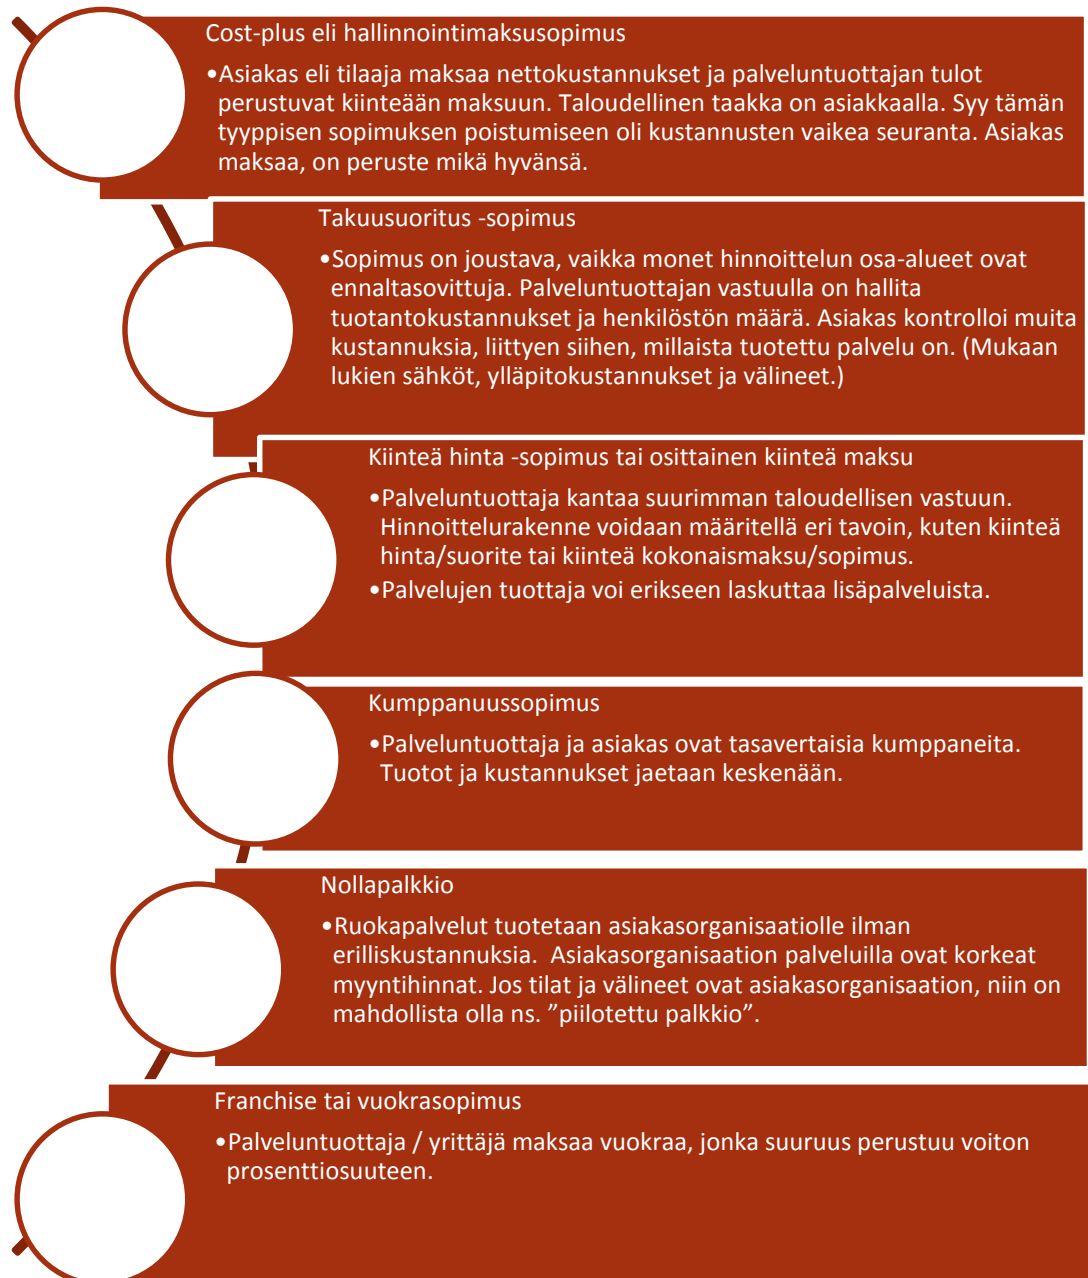 Cost-plus eli hallinnointimaksusopimus
•Asiakas eli tilaaja maksaa nettokustannukset ja palveluntuottajan tulot
perustuvat kiinteään maksuun. Taloudellinen taakka on asiakkaalla. Syy tämän
tyyppisen sopimuksen poistumiseen oli kustannusten vaikea seuranta. Asiakas
maksaa, on peruste mikä hyvänsä.
Takuusuoritus -sopimus
•Sopimus on joustava, vaikka monet hinnoittelun osa-alueet ovat
ennaltasovittuja. Palveluntuottajan vastuulla on hallita
tuotantokustannukset ja henkilöstön määrä. Asiakas kontrolloi muita
kustannuksia, liittyen siihen, millaista tuotettu palvelu on. (Mukaan
lukien sähköt, ylläpitokustannukset ja välineet.)
Kiinteä hinta -sopimus tai osittainen kiinteä maksu
•Palveluntuottaja kantaa suurimman taloudellisen vastuun.
Hinnoittelurakenne voidaan määritellä eri tavoin, kuten kiinteä
hinta/suorite tai kiinteä kokonaismaksu/sopimus.
•Palvelujen tuottaja voi erikseen laskuttaa lisäpalveluista.
Kumppanuussopimus
•Palveluntuottaja ja asiakas ovat tasavertaisia kumppaneita.
Tuotot ja kustannukset jaetaan keskenään.
Nollapalkkio
•Ruokapalvelut tuotetaan asiakasorganisaatiolle ilman
erilliskustannuksia.  Asiakasorganisaation palveluilla ovat korkeat
myyntihinnat. Jos tilat ja välineet ovat asiakasorganisaation, niin on
mahdollista olla ns. ”piilotettu palkkio”.
Franchise tai vuokrasopimus
•Palveluntuottaja / yrittäjä maksaa vuokraa, jonka suuruus perustuu voiton
prosenttiosuuteen.